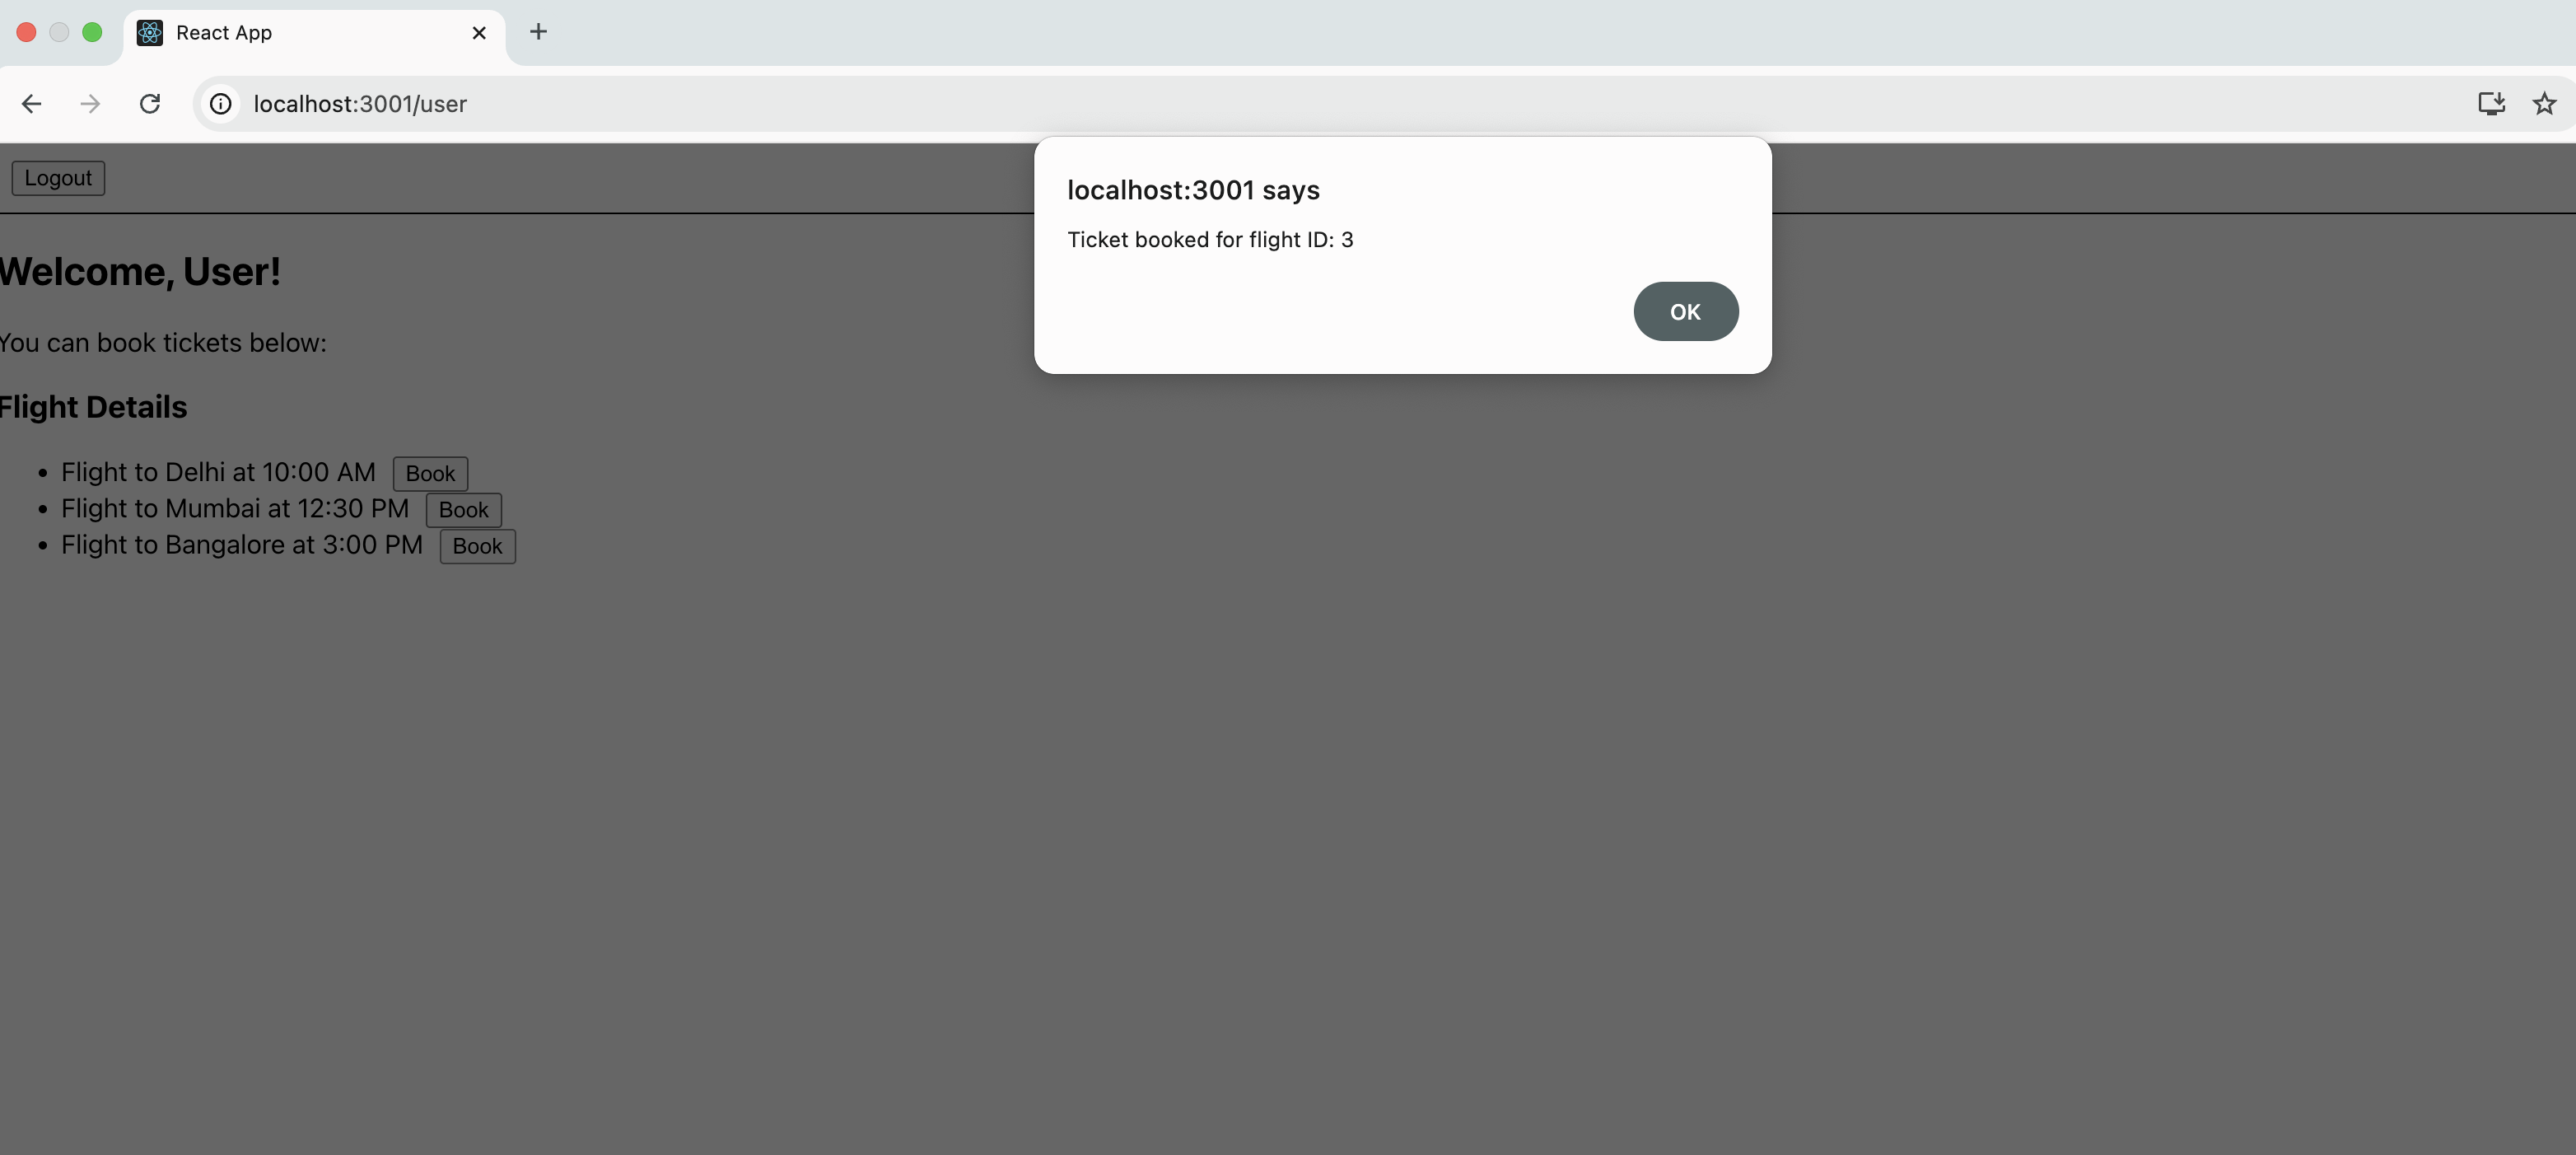 React App
localhost:3001/user
Logout
localhost:3001 says
Ticket booked for flight ID: 3
OK
Welcome, User!
You can book tickets below:
Flight Details
• Flight to Delhi at 10:00 AM Book
• Flight to Mumbai at 12:30 PM Book
• Flight to Bangalore at 3:00 PM Book